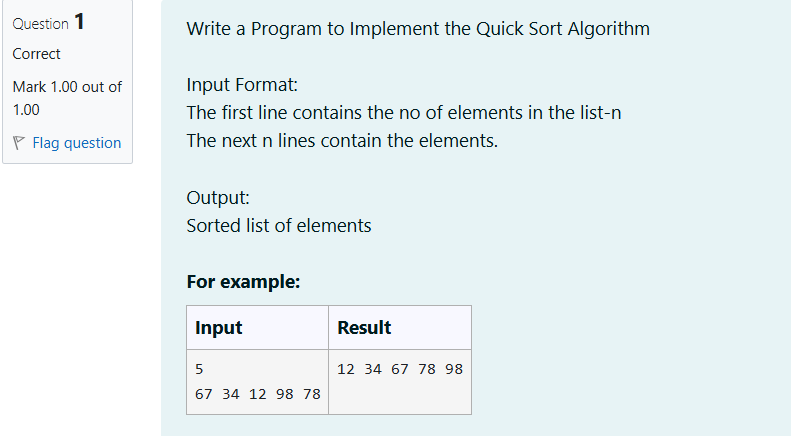 Question 1
Correct
Mark 1.00 out of
1.00
Flag question
Write a Program to Implement the Quick Sort Algorithm
Input Format:
The first line contains the no of elements in the list-n
The next n lines contain the elements.
Output:
Sorted list of elements
For example:
Input Result
5 12 34 67 78 98
67 34 12 98 78